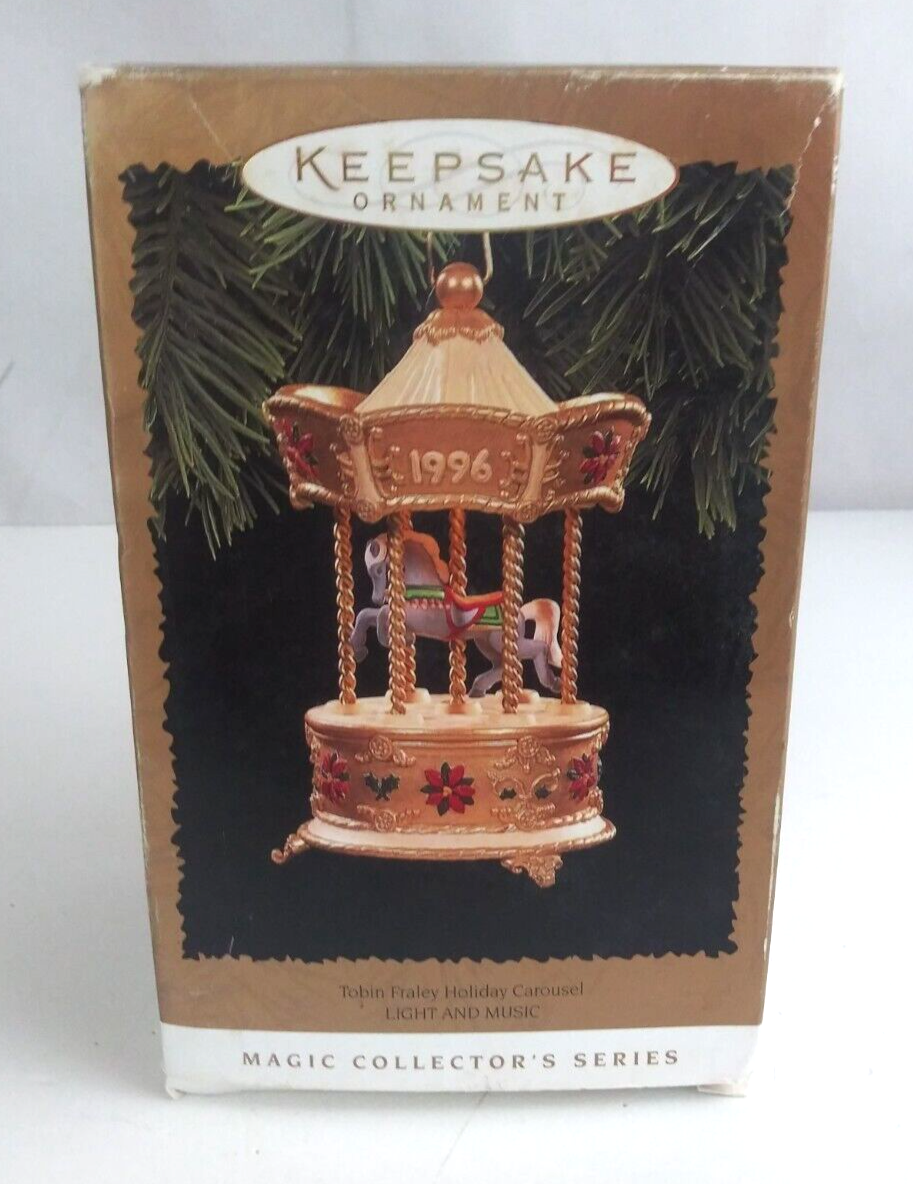 KEEPSAKE
ORNAMENT
1996
Tobin Fraley Holiday Carousel
LIGHT AND MUSIC
MAGIC COLLECTOR'S SERIES